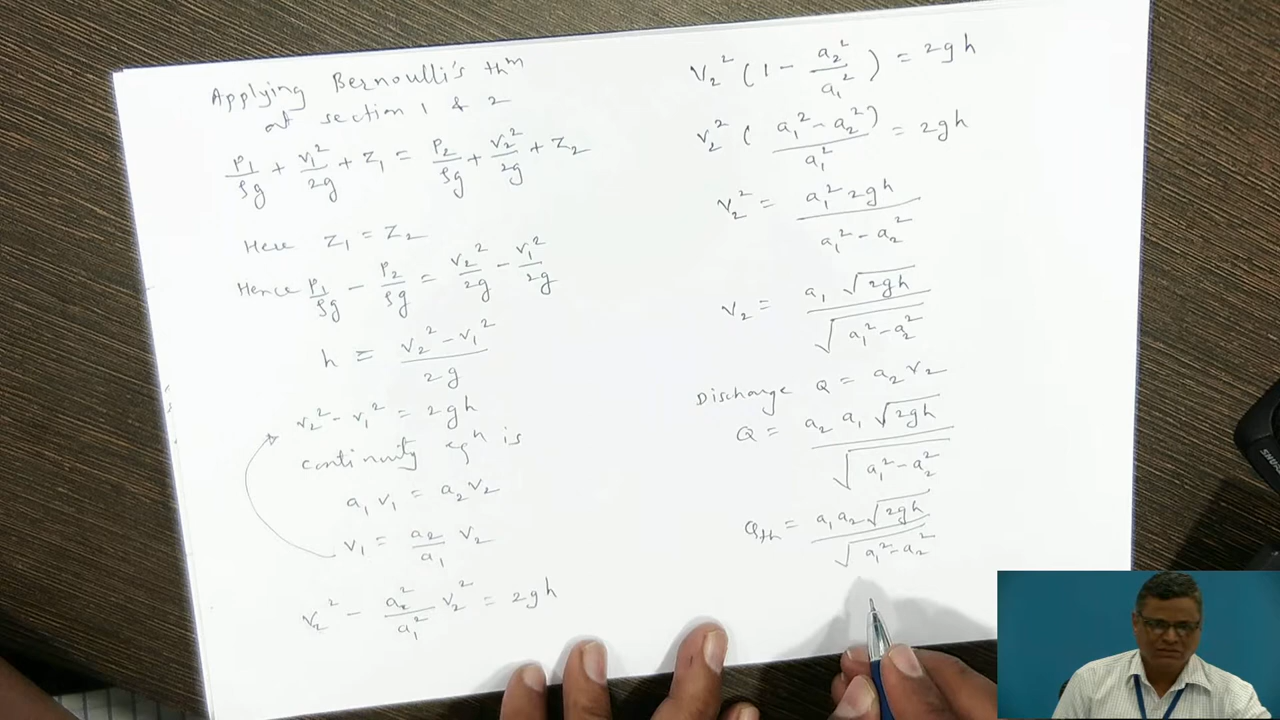 Applying Bernoulli's thm
at section 1 & 2
P₁/ρg + v₁²/2g + Z₁ = P₂/ρg + v₂²/2g + Z₂
Here Z₁ = Z₂
Hence P₁/ρg - P₂/ρg = v₂²/2g - v₁²/2g
h = (v₂² - v₁²)/2g
v₂² - v₁² = 2gh
continuity eqⁿ is
a₁ v₁ = a₂ v₂
v₁ = a₂/a₁ v₂
v₂² - a₂²/a₁² v₂² = 2gh
v₂² (1 - a₂²/a₁²) = 2gh
v₂² ((a₁² - a₂²)/a₁²) = 2gh
v₂² = a₁² 2gh/(a₁² - a₂²)
v₂ = a₁ √(2gh)/√(a₁² - a₂²)
Discharge Q = a₂ v₂
Q = a₂ a₁ √(2gh)/√(a₁² - a₂²)
Qth = a₁ a₂ √(2gh)/√(a₁² - a₂²)